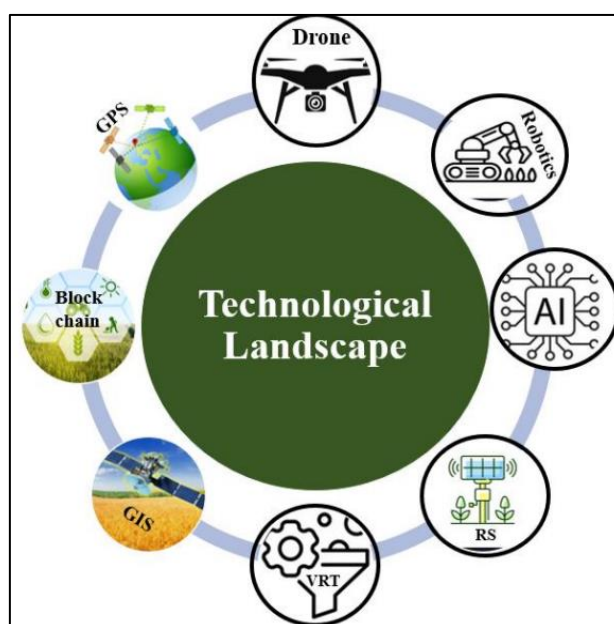 Technological
Landscape
Drone
Robotics
AI
RS
VRT
GIS
Block
chain
GPS